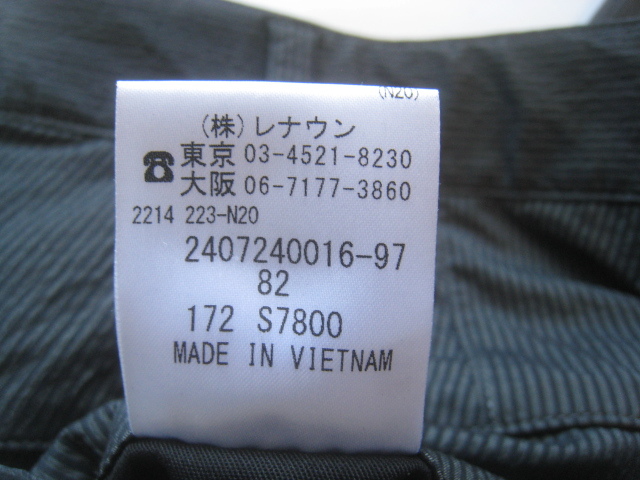 (N20)
(株)レナウン
☎東京 03-4521-8230
大阪 06-7177-3860
2214 223-N20
2407240016-97
82
172 S7800
MADE IN VIETNAM